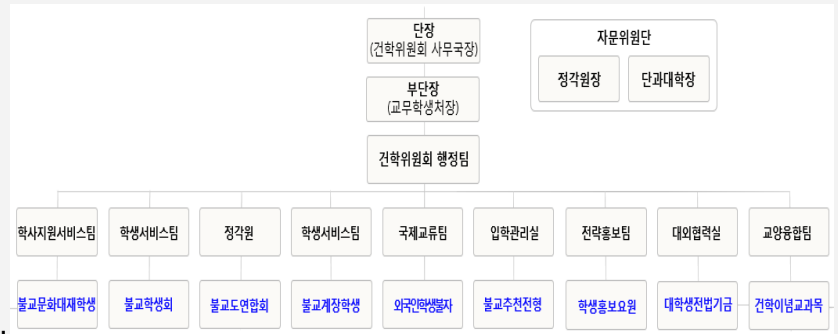 단장
(건학위원회 사무국장)
자문위원단
정각원장
단과대학장
부단장
(교무학생처장)
건학위원회 행정팀
학사지원서비스팀
학생서비스팀
정각원
학생서비스팀
국제교류팀
입학관리실
전략홍보팀
대외협력실
교양융합팀
불교문화대재학생
불교학생회
불교도연합회
불교계장학생
외국인학생불자
불교추천전형
학생홍보요원
대학생전법기금
건학이념교과목